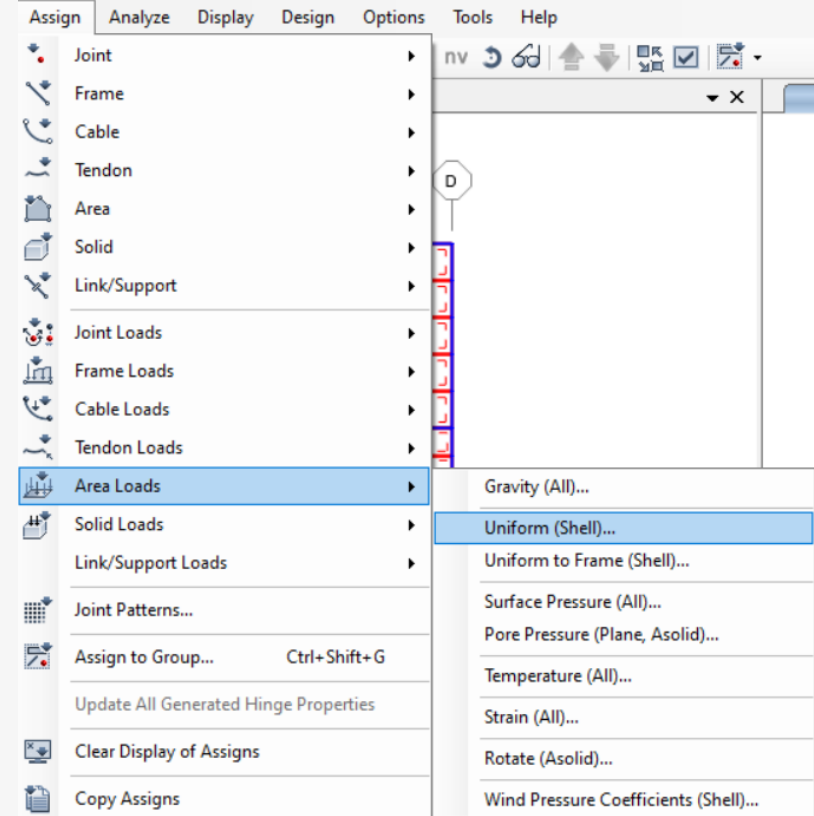 Assign Analyze Display Design Options Tools Help
nv
Joint
Frame
Cable
Tendon
D
Area
Solid
Link/Support
Joint Loads
Frame Loads
Cable Loads
Tendon Loads
Area Loads
Solid Loads
Link/Support Loads
Joint Patterns...
Assign to Group... Ctrl+Shift+G
Update All Generated Hinge Properties
Clear Display of Assigns
Copy Assigns
Gravity (All)...
Uniform (Shell)...
Uniform to Frame (Shell)...
Surface Pressure (All)...
Pore Pressure (Plane, Asolid)...
Temperature (All)...
Strain (All)...
Rotate (Asolid)...
Wind Pressure Coefficients (Shell)...